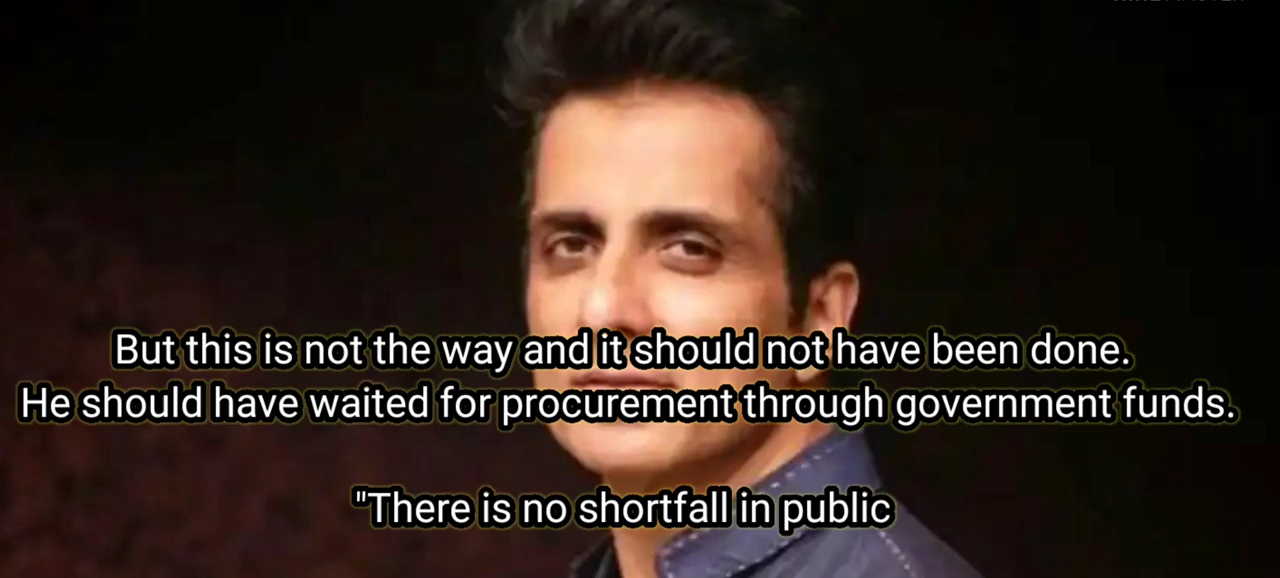 But this is not the way and it should not have been done.
He should have waited for procurement through government funds.
"There is no shortfall in public